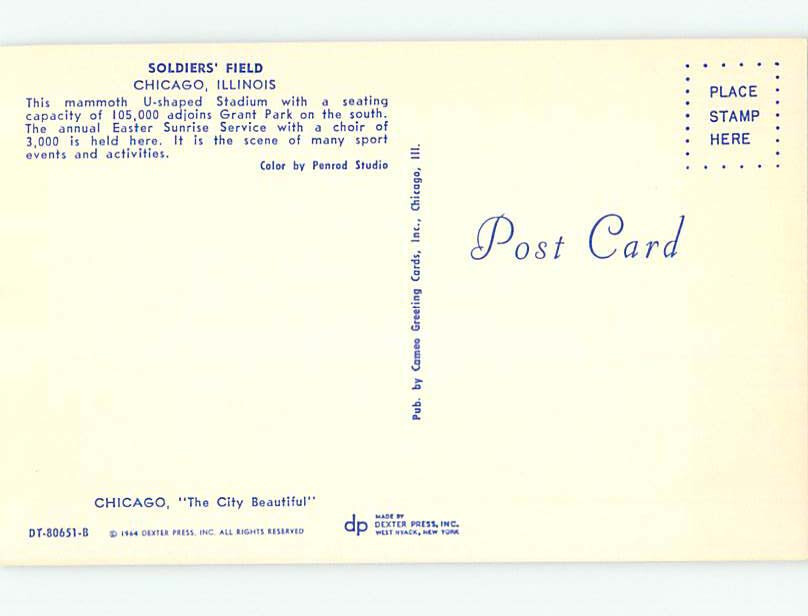 SOLDIERS' FIELD
CHICAGO, ILLINOIS
This mammoth U-shaped Stadium with a seating
capacity of 105,000 adjoins Grant Park on the south.
The annual Easter Sunrise Service with a choir of
3,000 is held here. It is the scene of many sport
events and activities.
Color by Penrod Studio
Pub. by Cameo Greeting Cards, Inc., Chicago, Ill.
PLACE
STAMP
HERE
Post Card
CHICAGO, "The City Beautiful"
DT-80651-B © 1964 DEXTER PRESS, INC. ALL RIGHTS RESERVED
dp
MADE BY
DEXTER PRESS, INC.
WEST NYACK, NEW YORK